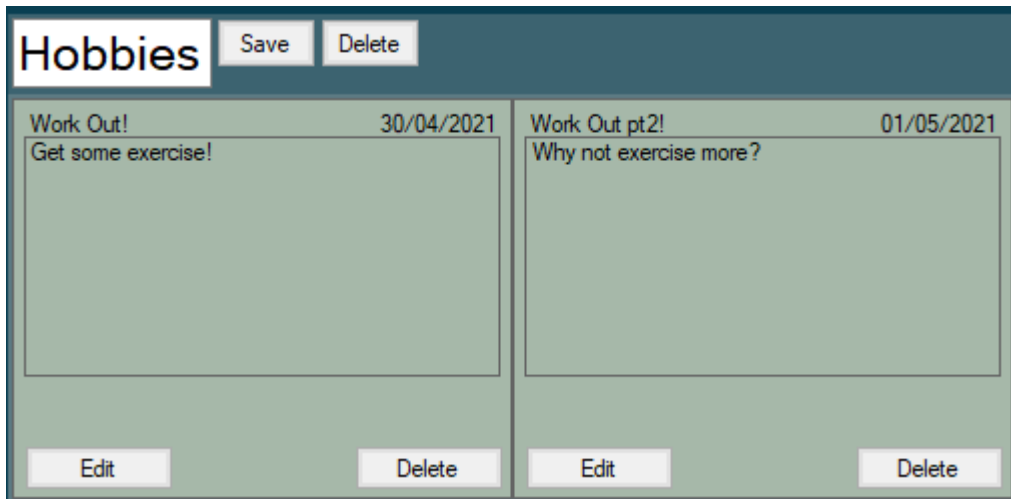 Hobbies Save Delete
Work Out! 30/04/2021
Get some exercise!
Edit Delete
Work Out pt2! 01/05/2021
Why not exercise more?
Edit Delete